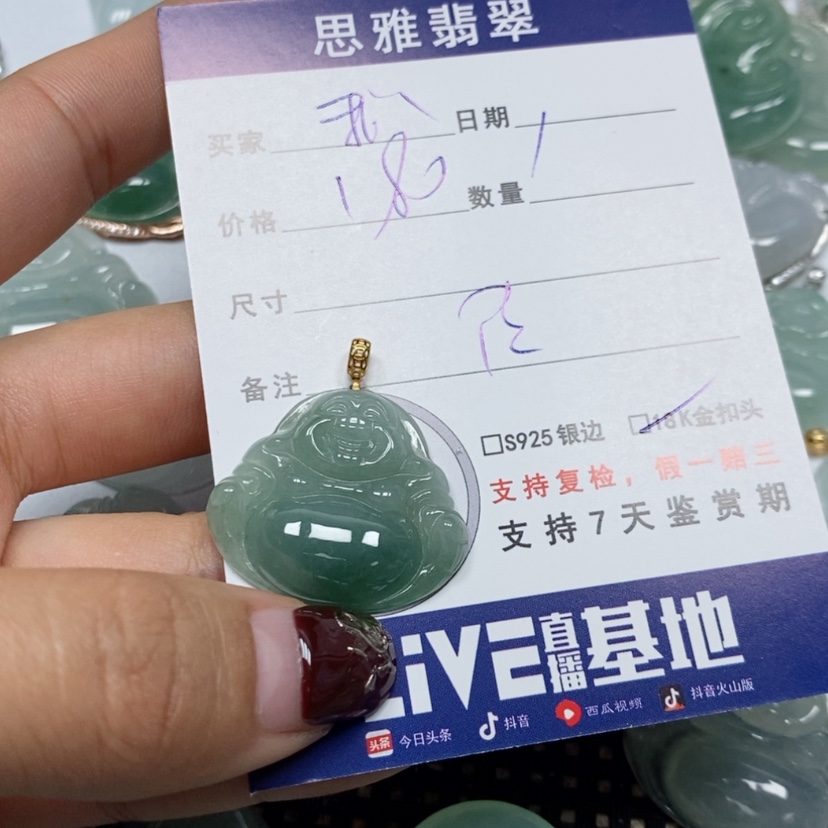 思雅翡翠
买家 日期
价格 数量 1
尺寸
备注
□S925银边 □18K金扣头
支持复检，假一赔三
支持7天鉴赏期
LiVE直播基地
头条 今日头条 抖音 西瓜视频 抖音火山版